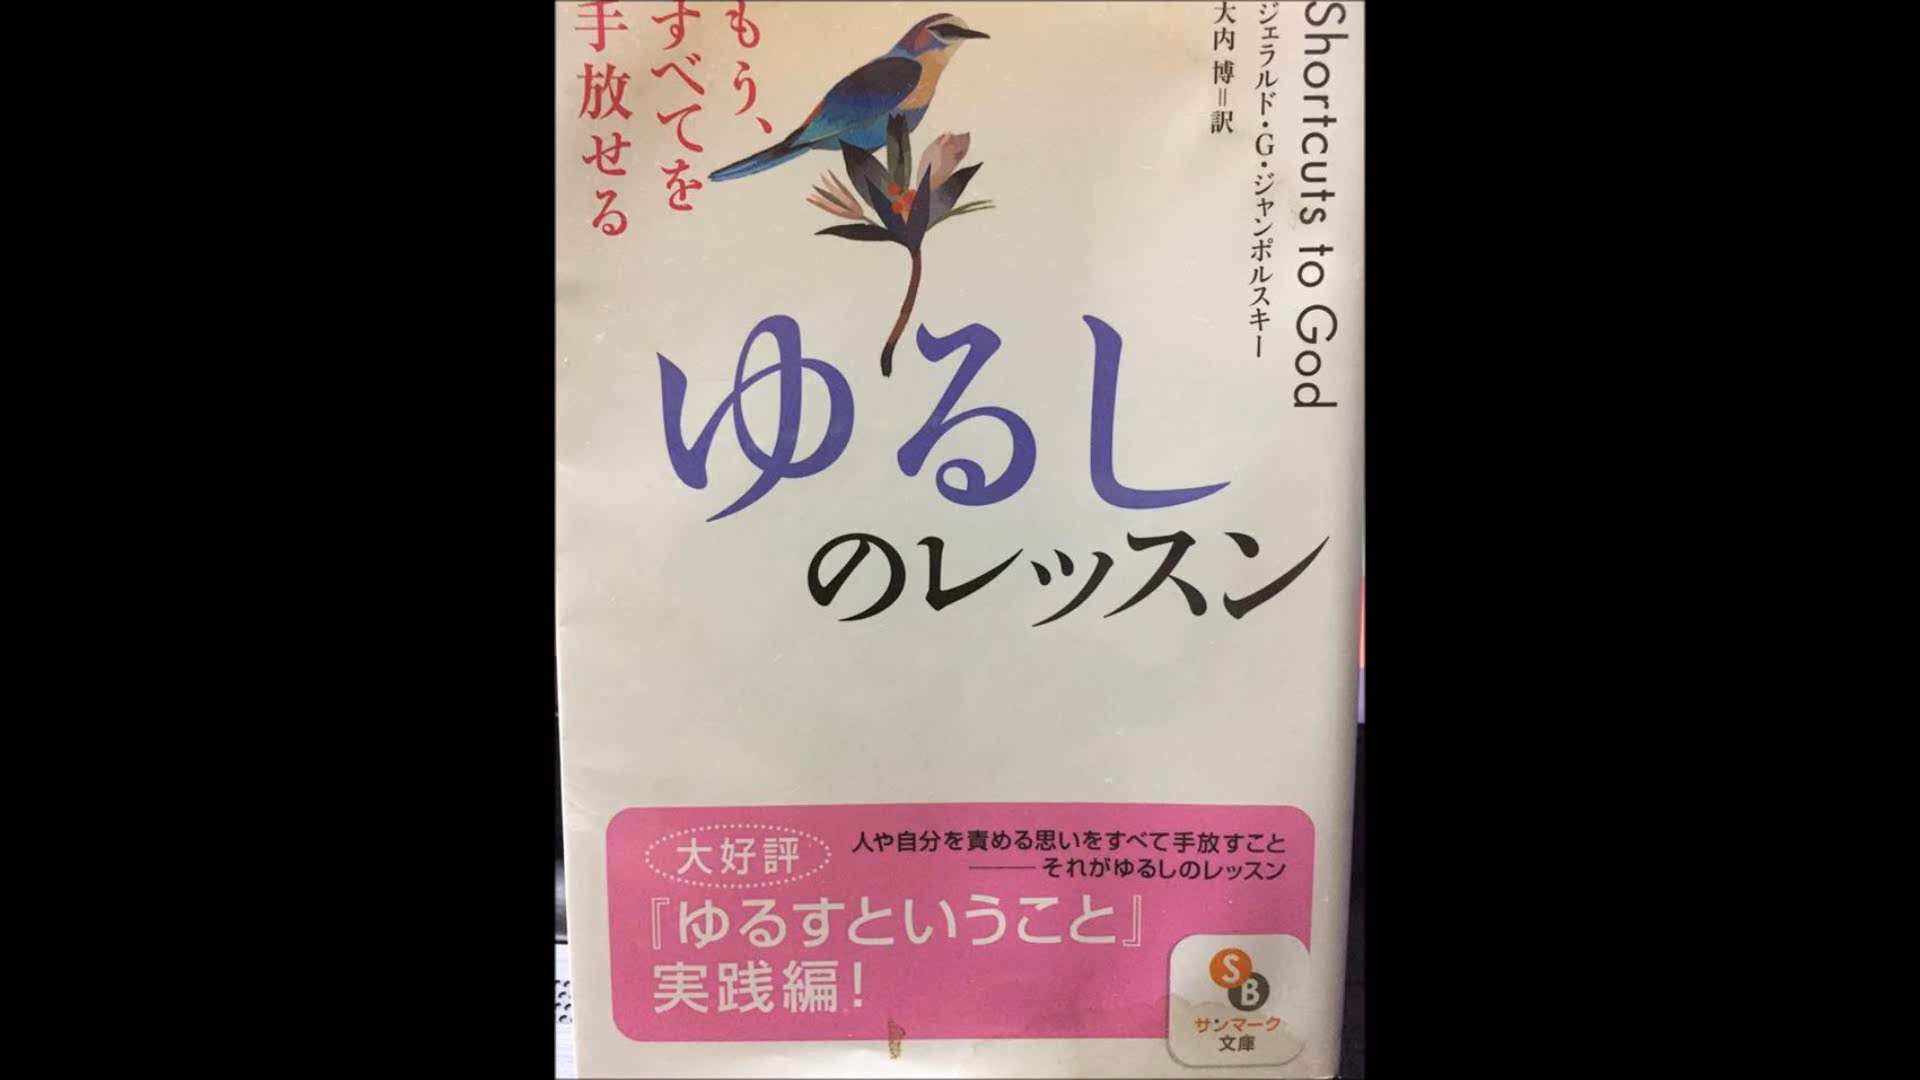 Shortcuts to God
ジェラルド・G・ジャンポルスキー
大内 博=訳
もう、
すべてを
手放せる
ゆるし
のレッスン
大好評
人や自分を責める思いをすべて手放すこと
――それがゆるしのレッスン
『ゆるすということ』
実践編!
SB
サンマーク
文庫